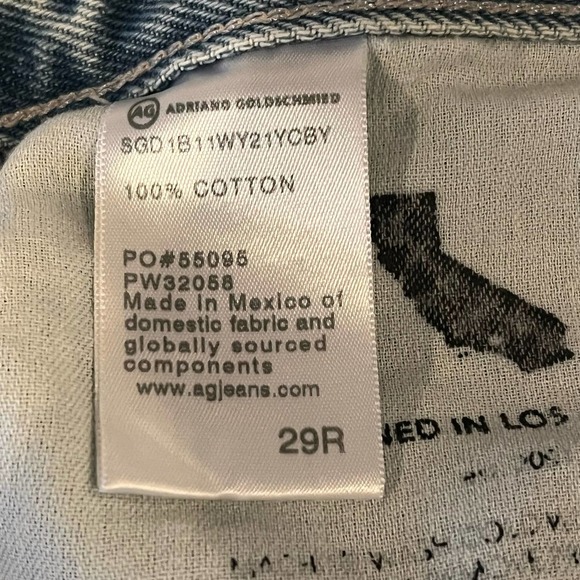 AG ADRIANO GOLDSCHMIED
SGD1B11WY21YCBY
100% COTTON
PO#55095
PW32058
Made in Mexico of
domestic fabric and
globally sourced
components
www.agjeans.com
29R
NED IN LOS